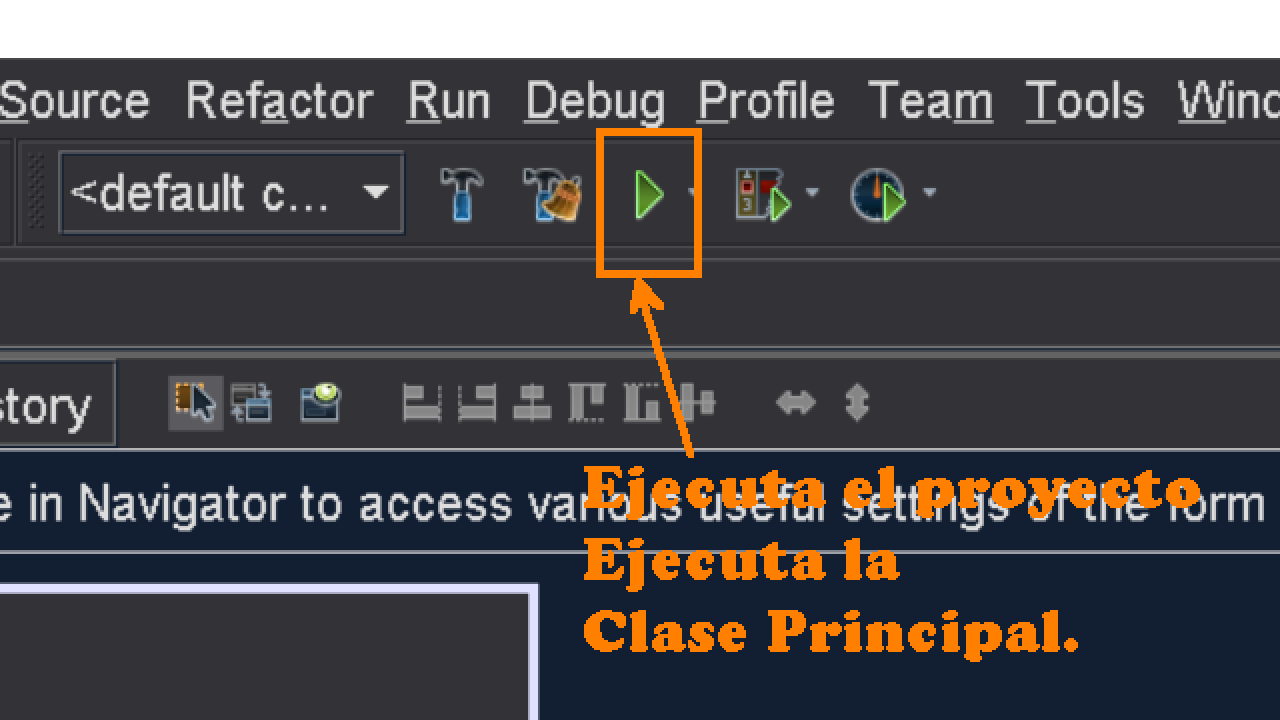 Source Refactor Run Debug Profile Team Tools Wind
<default c...
story
e in Navigator to access various useful settings of the form
Ejecuta el proyecto
Ejecuta la
Clase Principal.